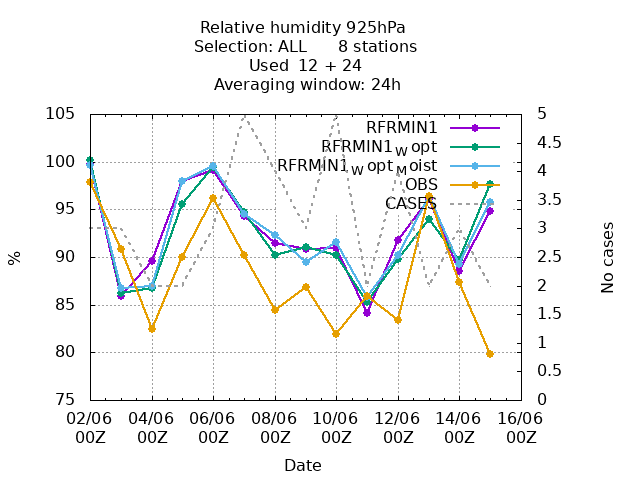 Relative humidity 925hPa
Selection: ALL 8 stations
Used 12 + 24
Averaging window: 24h
RFRMIN1
RFRMIN1_W opt
RFRMIN1_W opt_M oist
OBS
CASES
105
100
95
90
85
80
75
5
4.5
4
3.5
3
2.5
2
1.5
1
0.5
0
%
No cases
02/06 04/06 06/06 08/06 10/06 12/06 14/06 16/06
00Z 00Z 00Z 00Z 00Z 00Z 00Z 00Z
Date